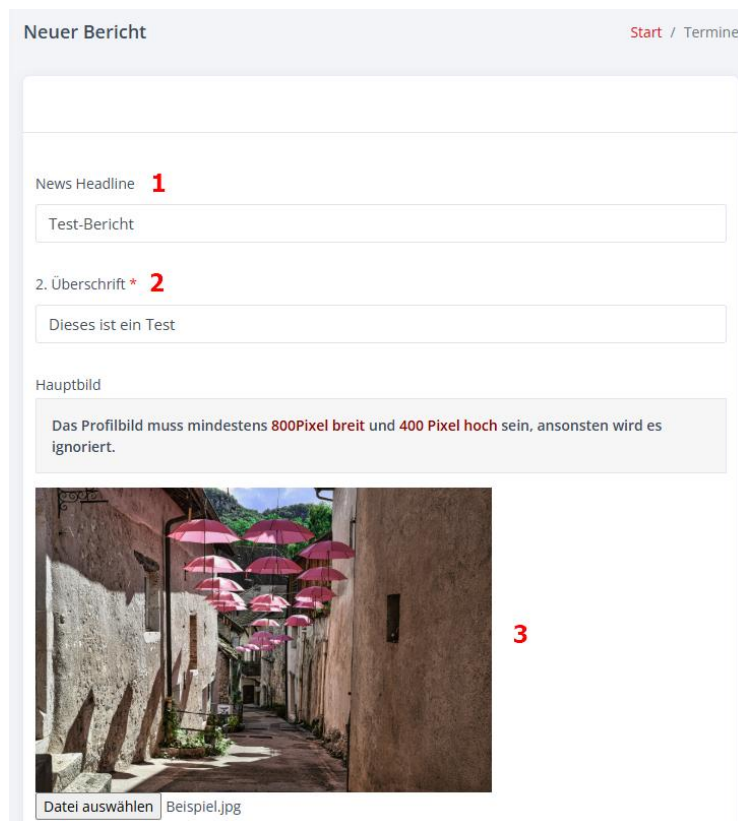 Neuer Bericht
Start / Termine
News Headline 1
Test-Bericht
2. Überschrift * 2
Dieses ist ein Test
Hauptbild
Das Profilbild muss mindestens 800Pixel breit und 400 Pixel hoch sein, ansonsten wird es
ignoriert.
3
Datei auswählen Beispiel.jpg